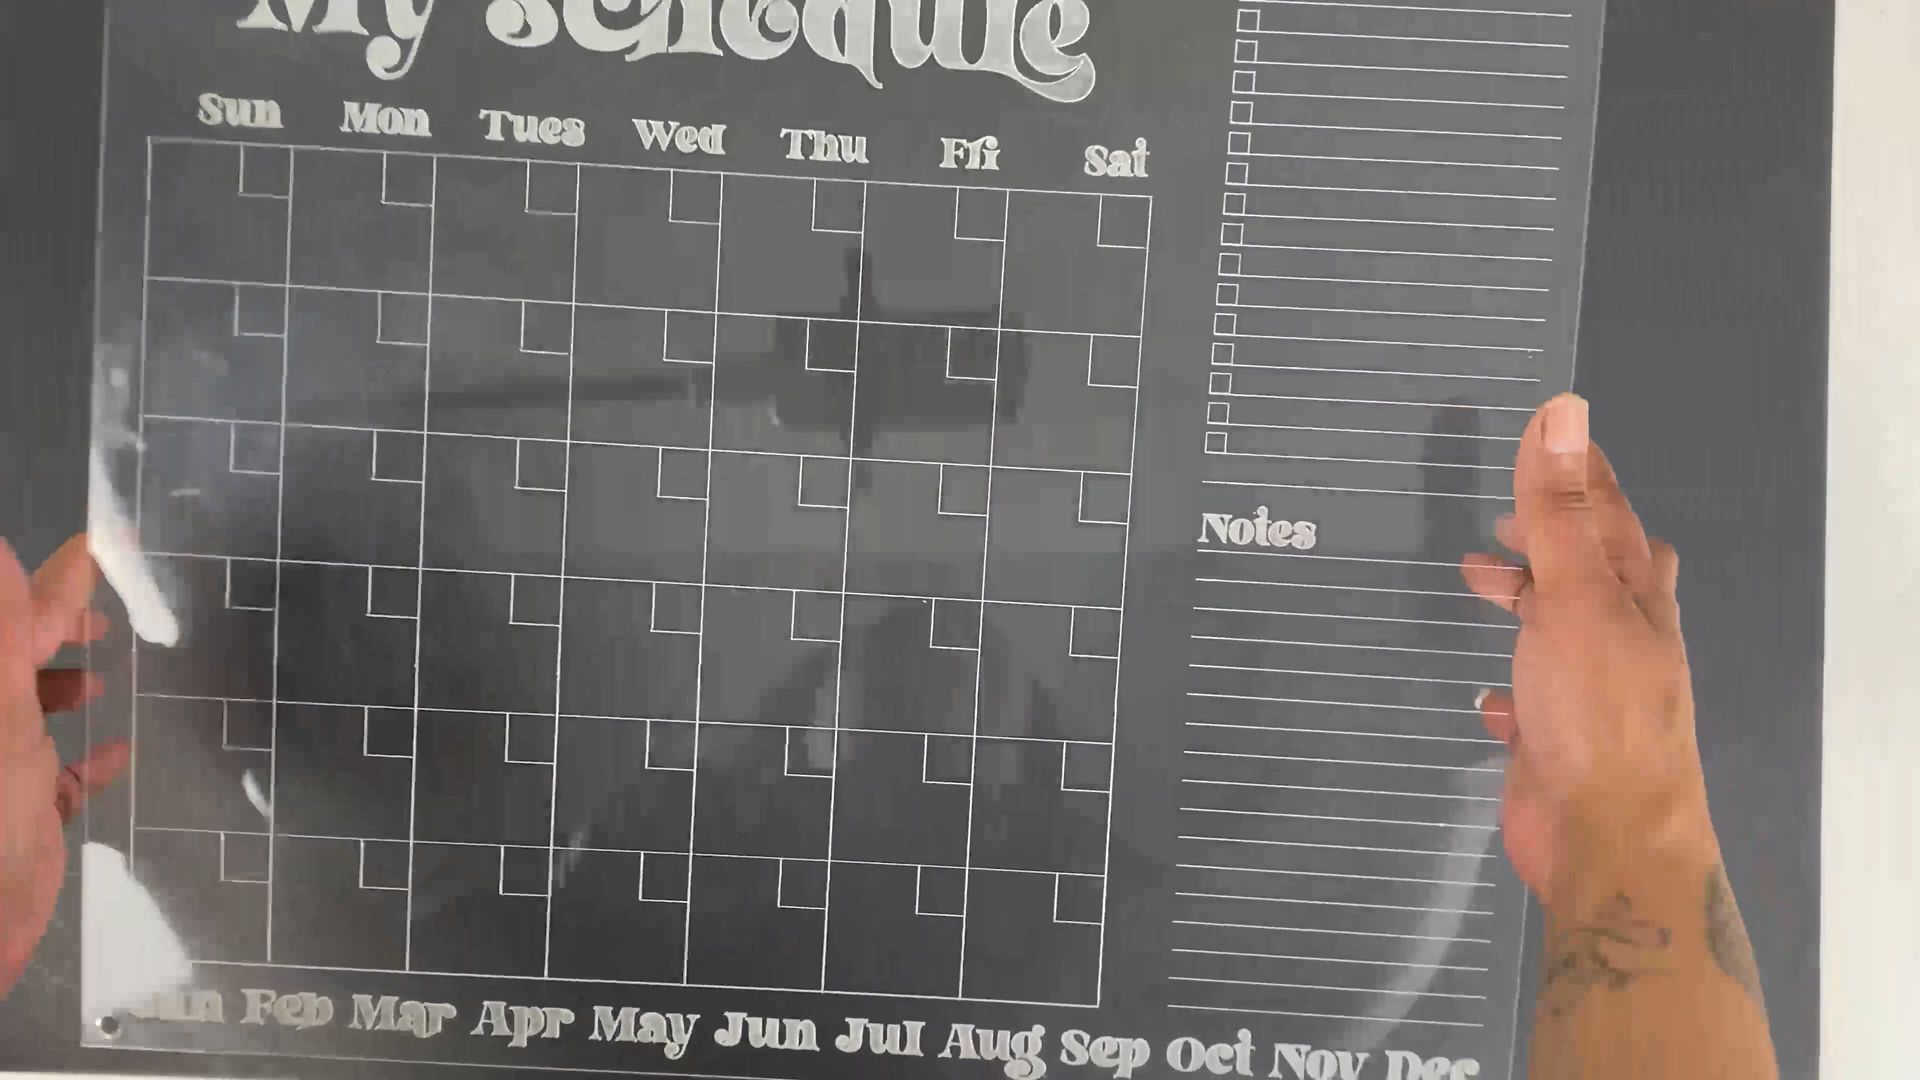 My schedule
Sun Mon Tues Wed Thu Fri Sat
Notes
Jan Feb Mar Apr May Jun Jul Aug Sep Oct Nov Dec